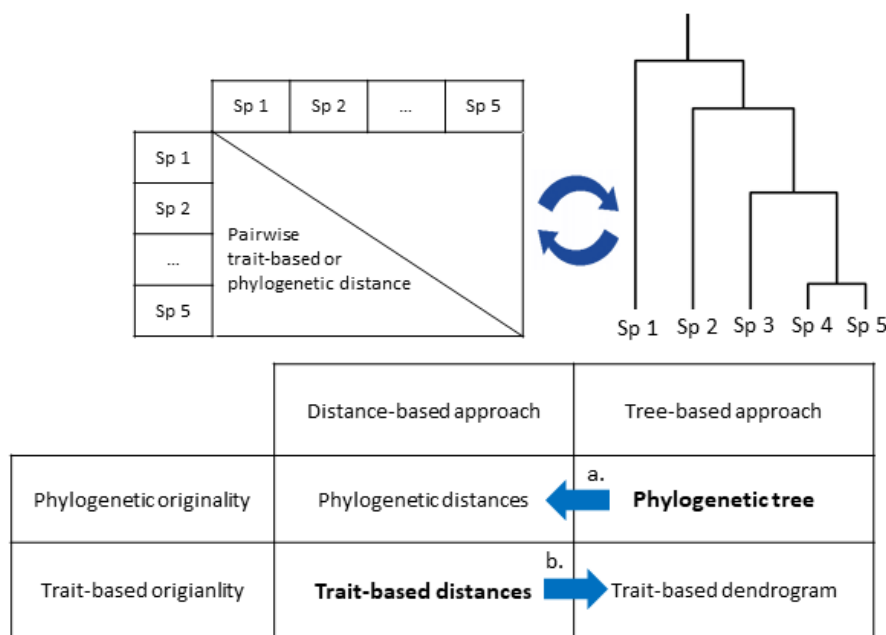 Sp 1 Sp 2 ... Sp 5
Sp 1
Sp 2
...
Sp 5
Pairwise
trait-based or
phylogenetic distance
Sp 1 Sp 2 Sp 3 Sp 4 Sp 5
Distance-based approach Tree-based approach
Phylogenetic originality Phylogenetic distances a. Phylogenetic tree
Trait-based origianlity Trait-based distances b. Trait-based dendrogram